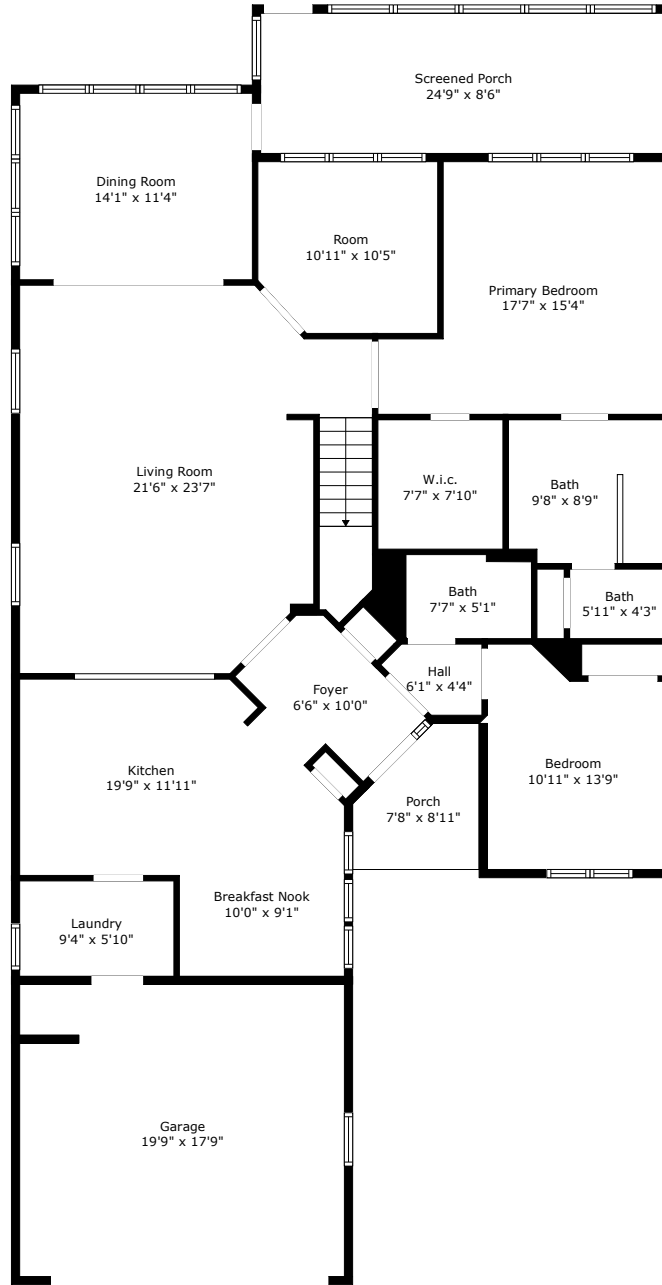 Screened Porch
24'9" x 8'6"
Dining Room
14'1" x 11'4"
Room
10'11" x 10'5"
Primary Bedroom
17'7" x 15'4"
Living Room
21'6" x 23'7"
W.i.c.
7'7" x 7'10"
Bath
9'8" x 8'9"
Bath
7'7" x 5'1"
Bath
5'11" x 4'3"
Hall
6'1" x 4'4"
Foyer
6'6" x 10'0"
Kitchen
19'9" x 11'11"
Bedroom
10'11" x 13'9"
Porch
7'8" x 8'11"
Breakfast Nook
10'0" x 9'1"
Laundry
9'4" x 5'10"
Garage
19'9" x 17'9"